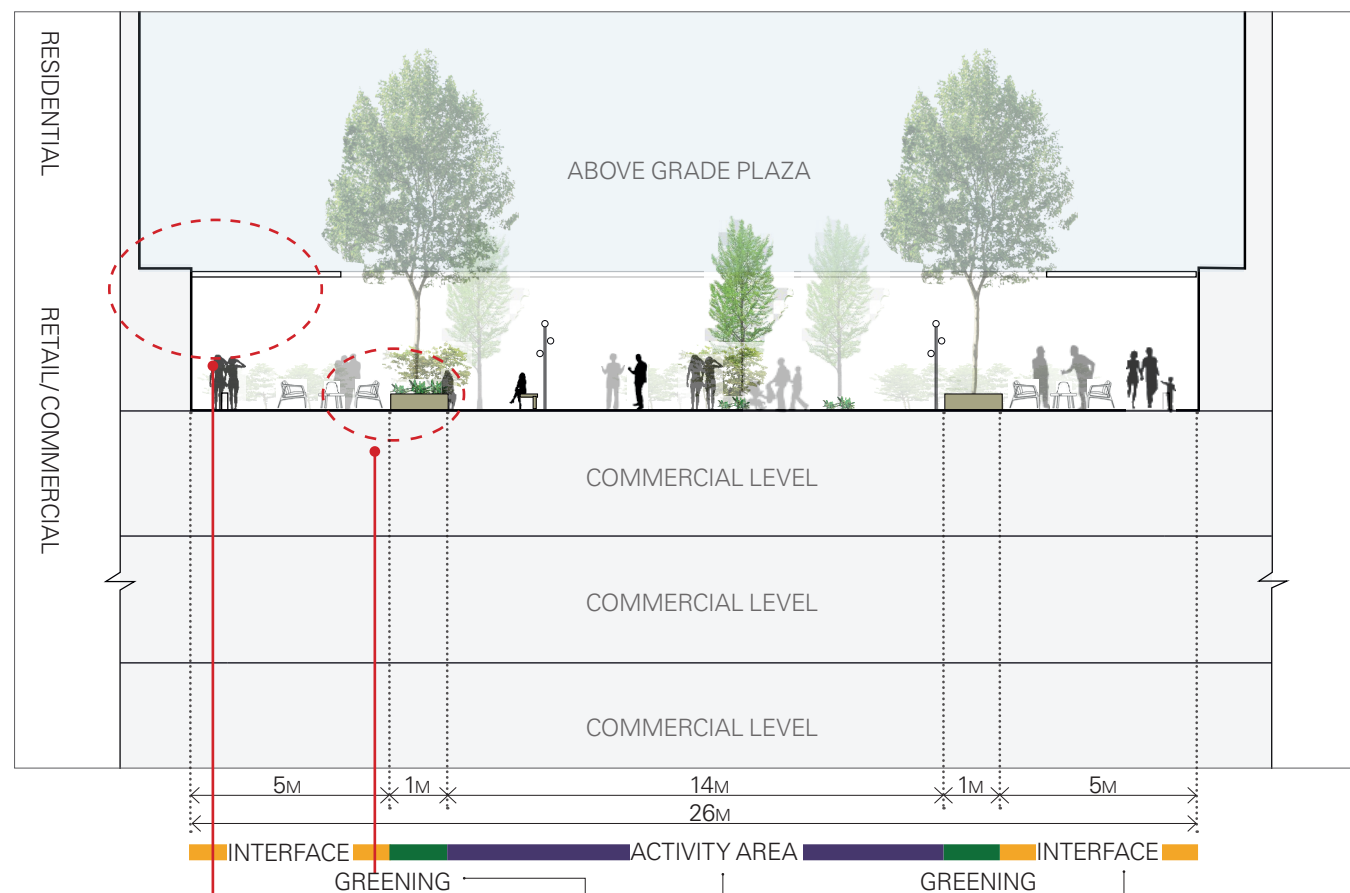 RESIDENTIAL
ABOVE GRADE PLAZA
RETAIL/COMMERCIAL
COMMERCIAL LEVEL
COMMERCIAL LEVEL
COMMERCIAL LEVEL
5M 1M 14M 1M 5M
26M
INTERFACE ACTIVITY AREA INTERFACE
GREENING GREENING